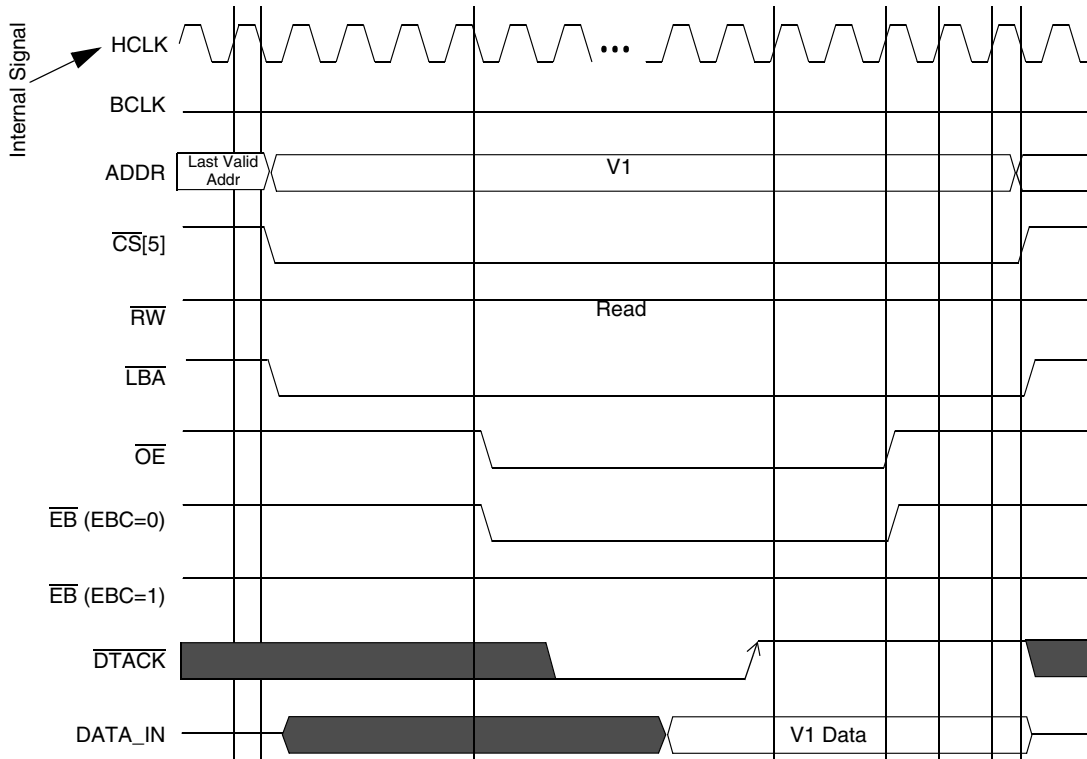 Internal Signal
HCLK
...
BCLK
ADDR
Last Valid
Addr
V1
CS[5]
RW
Read
LBA
OE
EB (EBC=0)
EB (EBC=1)
DTACK
DATA_IN
V1 Data